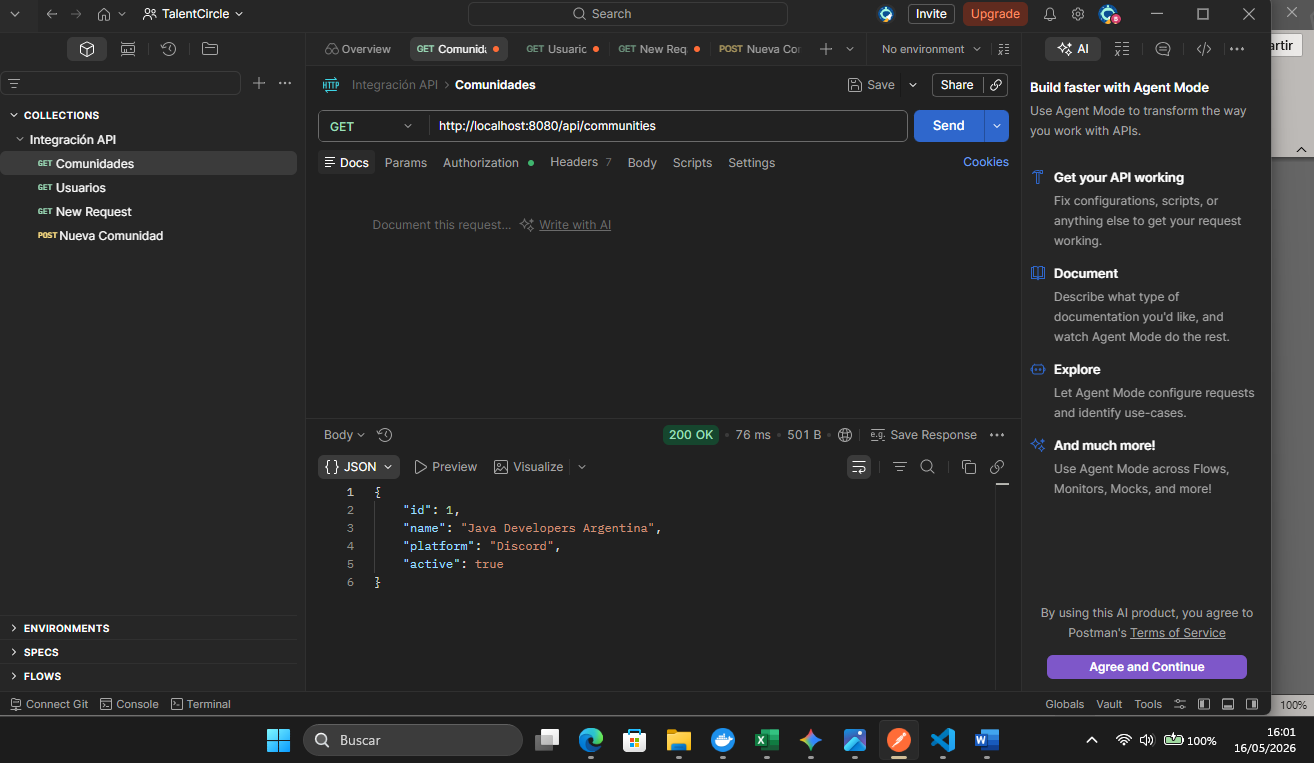 TalentCircle
Search
Invite
Upgrade
Overview
GET Comunid
GET Usuaric
GET New Req
POST Nueva Cor
No environment
AI
artir
COLLECTIONS
Integración API
GET Comunidades
GET Usuarios
GET New Request
POST Nueva Comunidad
ENVIRONMENTS
SPECS
FLOWS
HTTP
Integración API > Comunidades
Save
Share
GET
http://localhost:8080/api/communities
Send
Docs
Params
Authorization
Headers 7
Body
Scripts
Settings
Cookies
Document this request...
Write with AI
Body
200 OK
76 ms
501 B
e.g.
Save Response
{} JSON
Preview
Visualize
1 {
2 "id": 1,
3 "name": "Java Developers Argentina",
4 "platform": "Discord",
5 "active": true
6 }
Build faster with Agent Mode
Use Agent Mode to transform the way
you work with APIs.
Get your API working
Fix configurations, scripts, or
anything else to get your request
working.
Document
Describe what type of
documentation you'd like, and
watch Agent Mode do the rest.
Explore
Let Agent Mode configure requests
and identify use-cases.
And much more!
Use Agent Mode across Flows,
Monitors, Mocks, and more!
By using this AI product, you agree to
Postman's Terms of Service
Agree and Continue
Connect Git
Console
Terminal
Globals
Vault
Tools
100%
Buscar
100%
16:01
16/05/2026